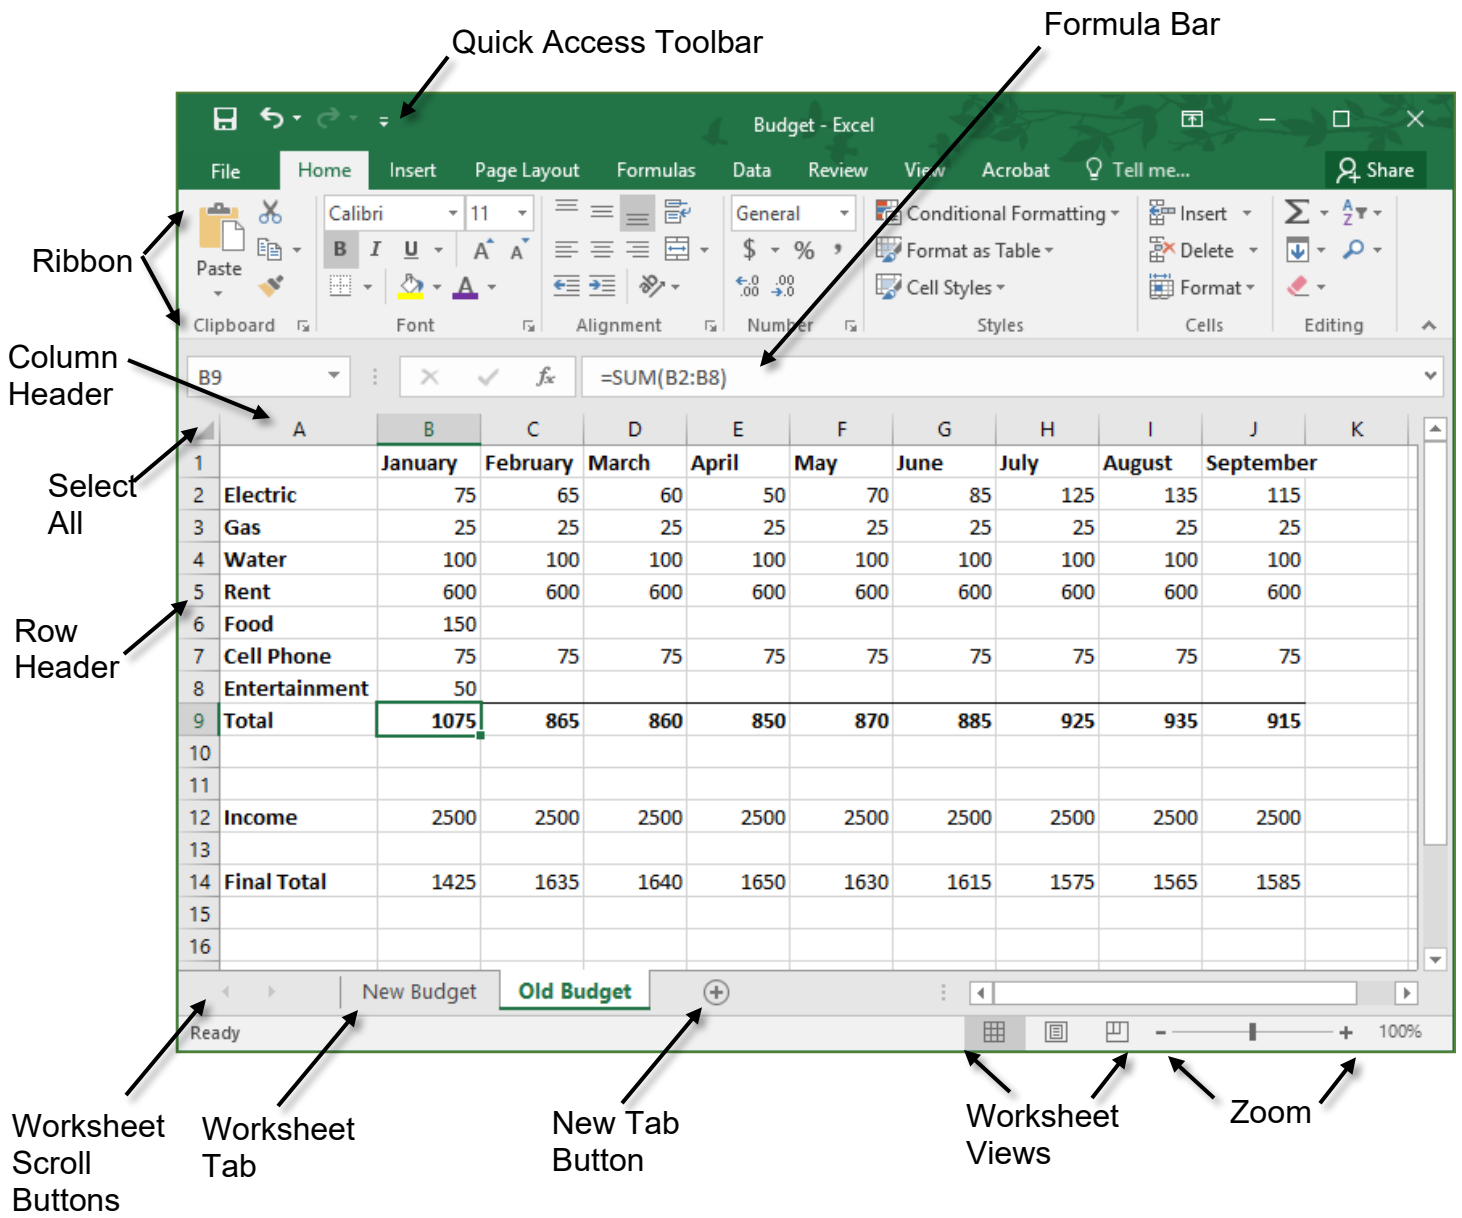 Formula Bar
Quick Access Toolbar
Budget - Excel
File Home Insert Page Layout Formulas Data Review View Acrobat Tell me... Share
Calibri 11 General Conditional Formatting Insert
B I U A A $ % , Format as Table Delete
Paste
A Cell Styles Format
Clipboard Font Alignment Number Styles Cells Editing
Ribbon
Column
Header
B9 fx =SUM(B2:B8)
A B C D E F G H I J K
1 January February March April May June July August September
Select
All
2 Electric 75 65 60 50 70 85 125 135 115
3 Gas 25 25 25 25 25 25 25 25 25
4 Water 100 100 100 100 100 100 100 100 100
5 Rent 600 600 600 600 600 600 600 600 600
Row
Header
6 Food 150
7 Cell Phone 75 75 75 75 75 75 75 75 75
8 Entertainment 50
9 Total 1075 865 860 850 870 885 925 935 915
10
11
12 Income 2500 2500 2500 2500 2500 2500 2500 2500 2500
13
14 Final Total 1425 1635 1640 1650 1630 1615 1575 1565 1585
15
16
New Budget Old Budget
Ready 100%
Worksheet
Scroll
Buttons
Worksheet
Tab
New Tab
Button
Worksheet
Views
Zoom